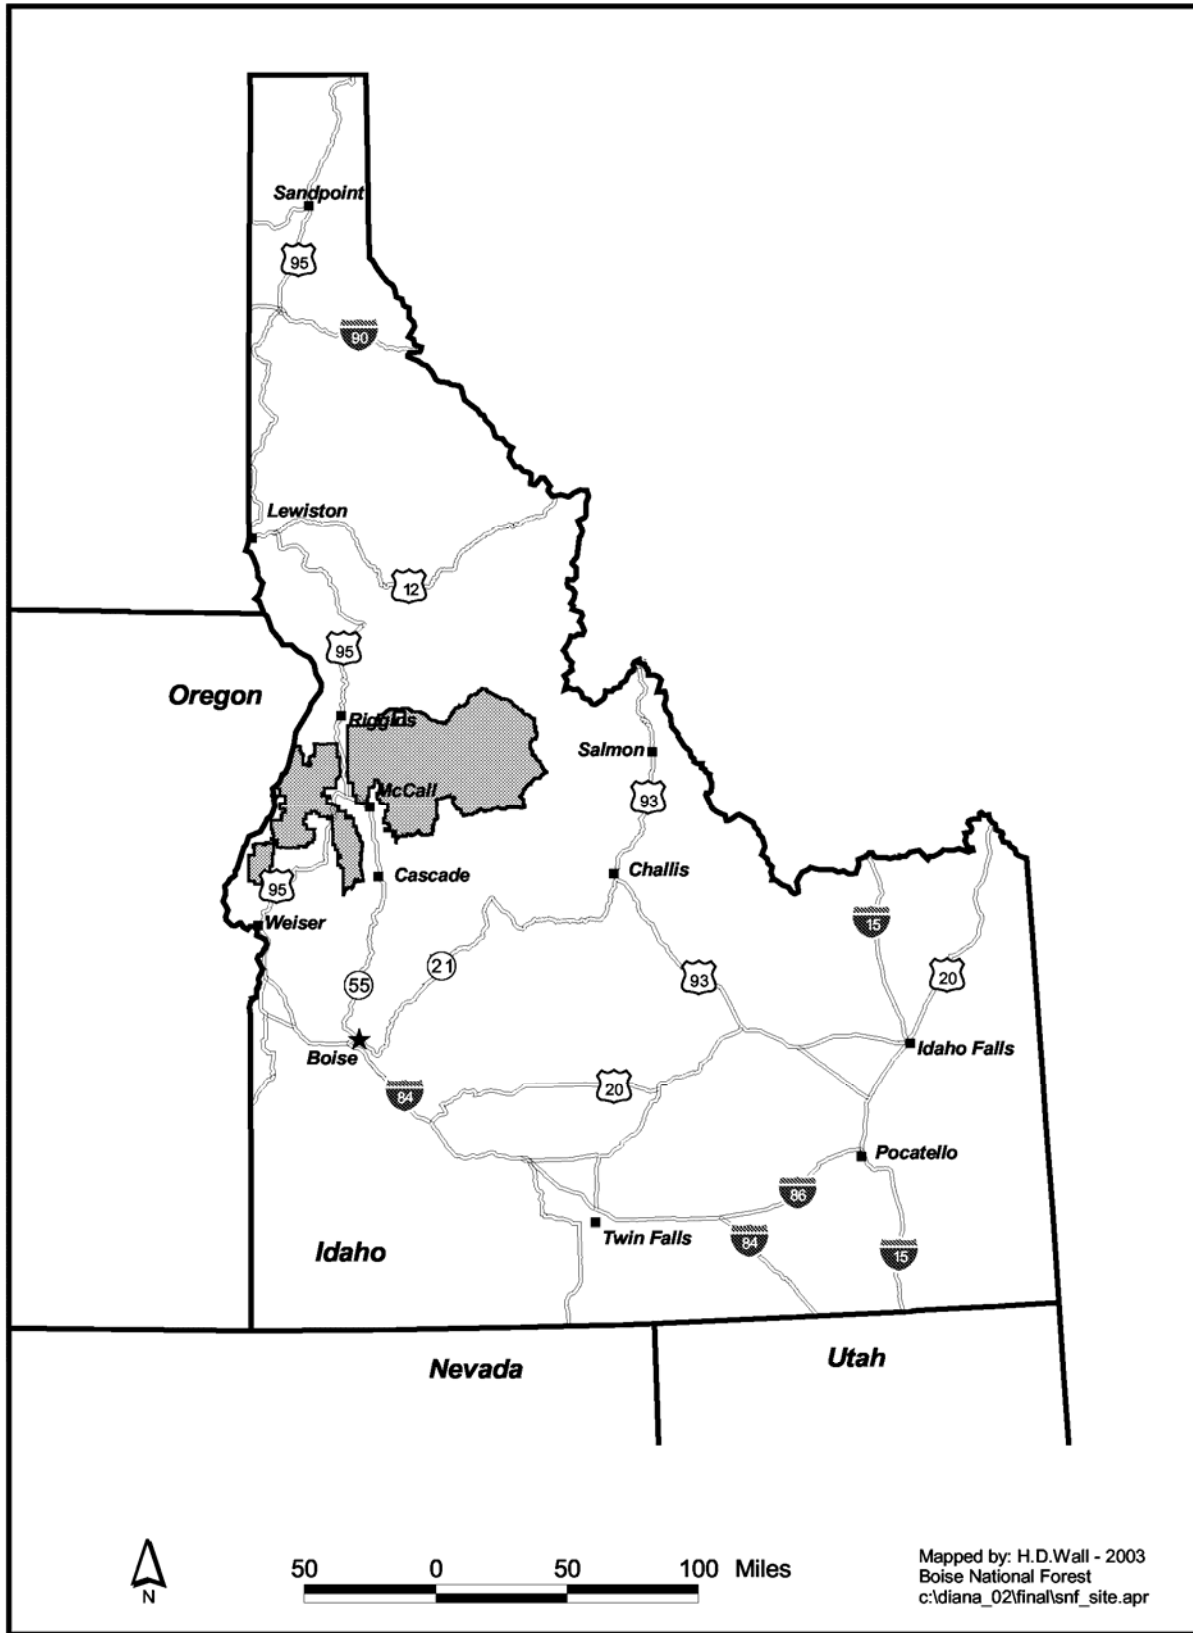 Sandpoint
95
90
Lewiston
12
95
Oregon
Riggins
Salmon
McCall
93
Cascade
Challis
95
Weiser
15
21
93
20
55
Boise
Idaho Falls
84
20
Pocatello
86
Twin Falls
84
15
Idaho
Nevada
Utah
N
50 0 50 100 Miles
Mapped by: H.D.Wall - 2003
Boise National Forest
c:\diana_02\final\snf_site.apr